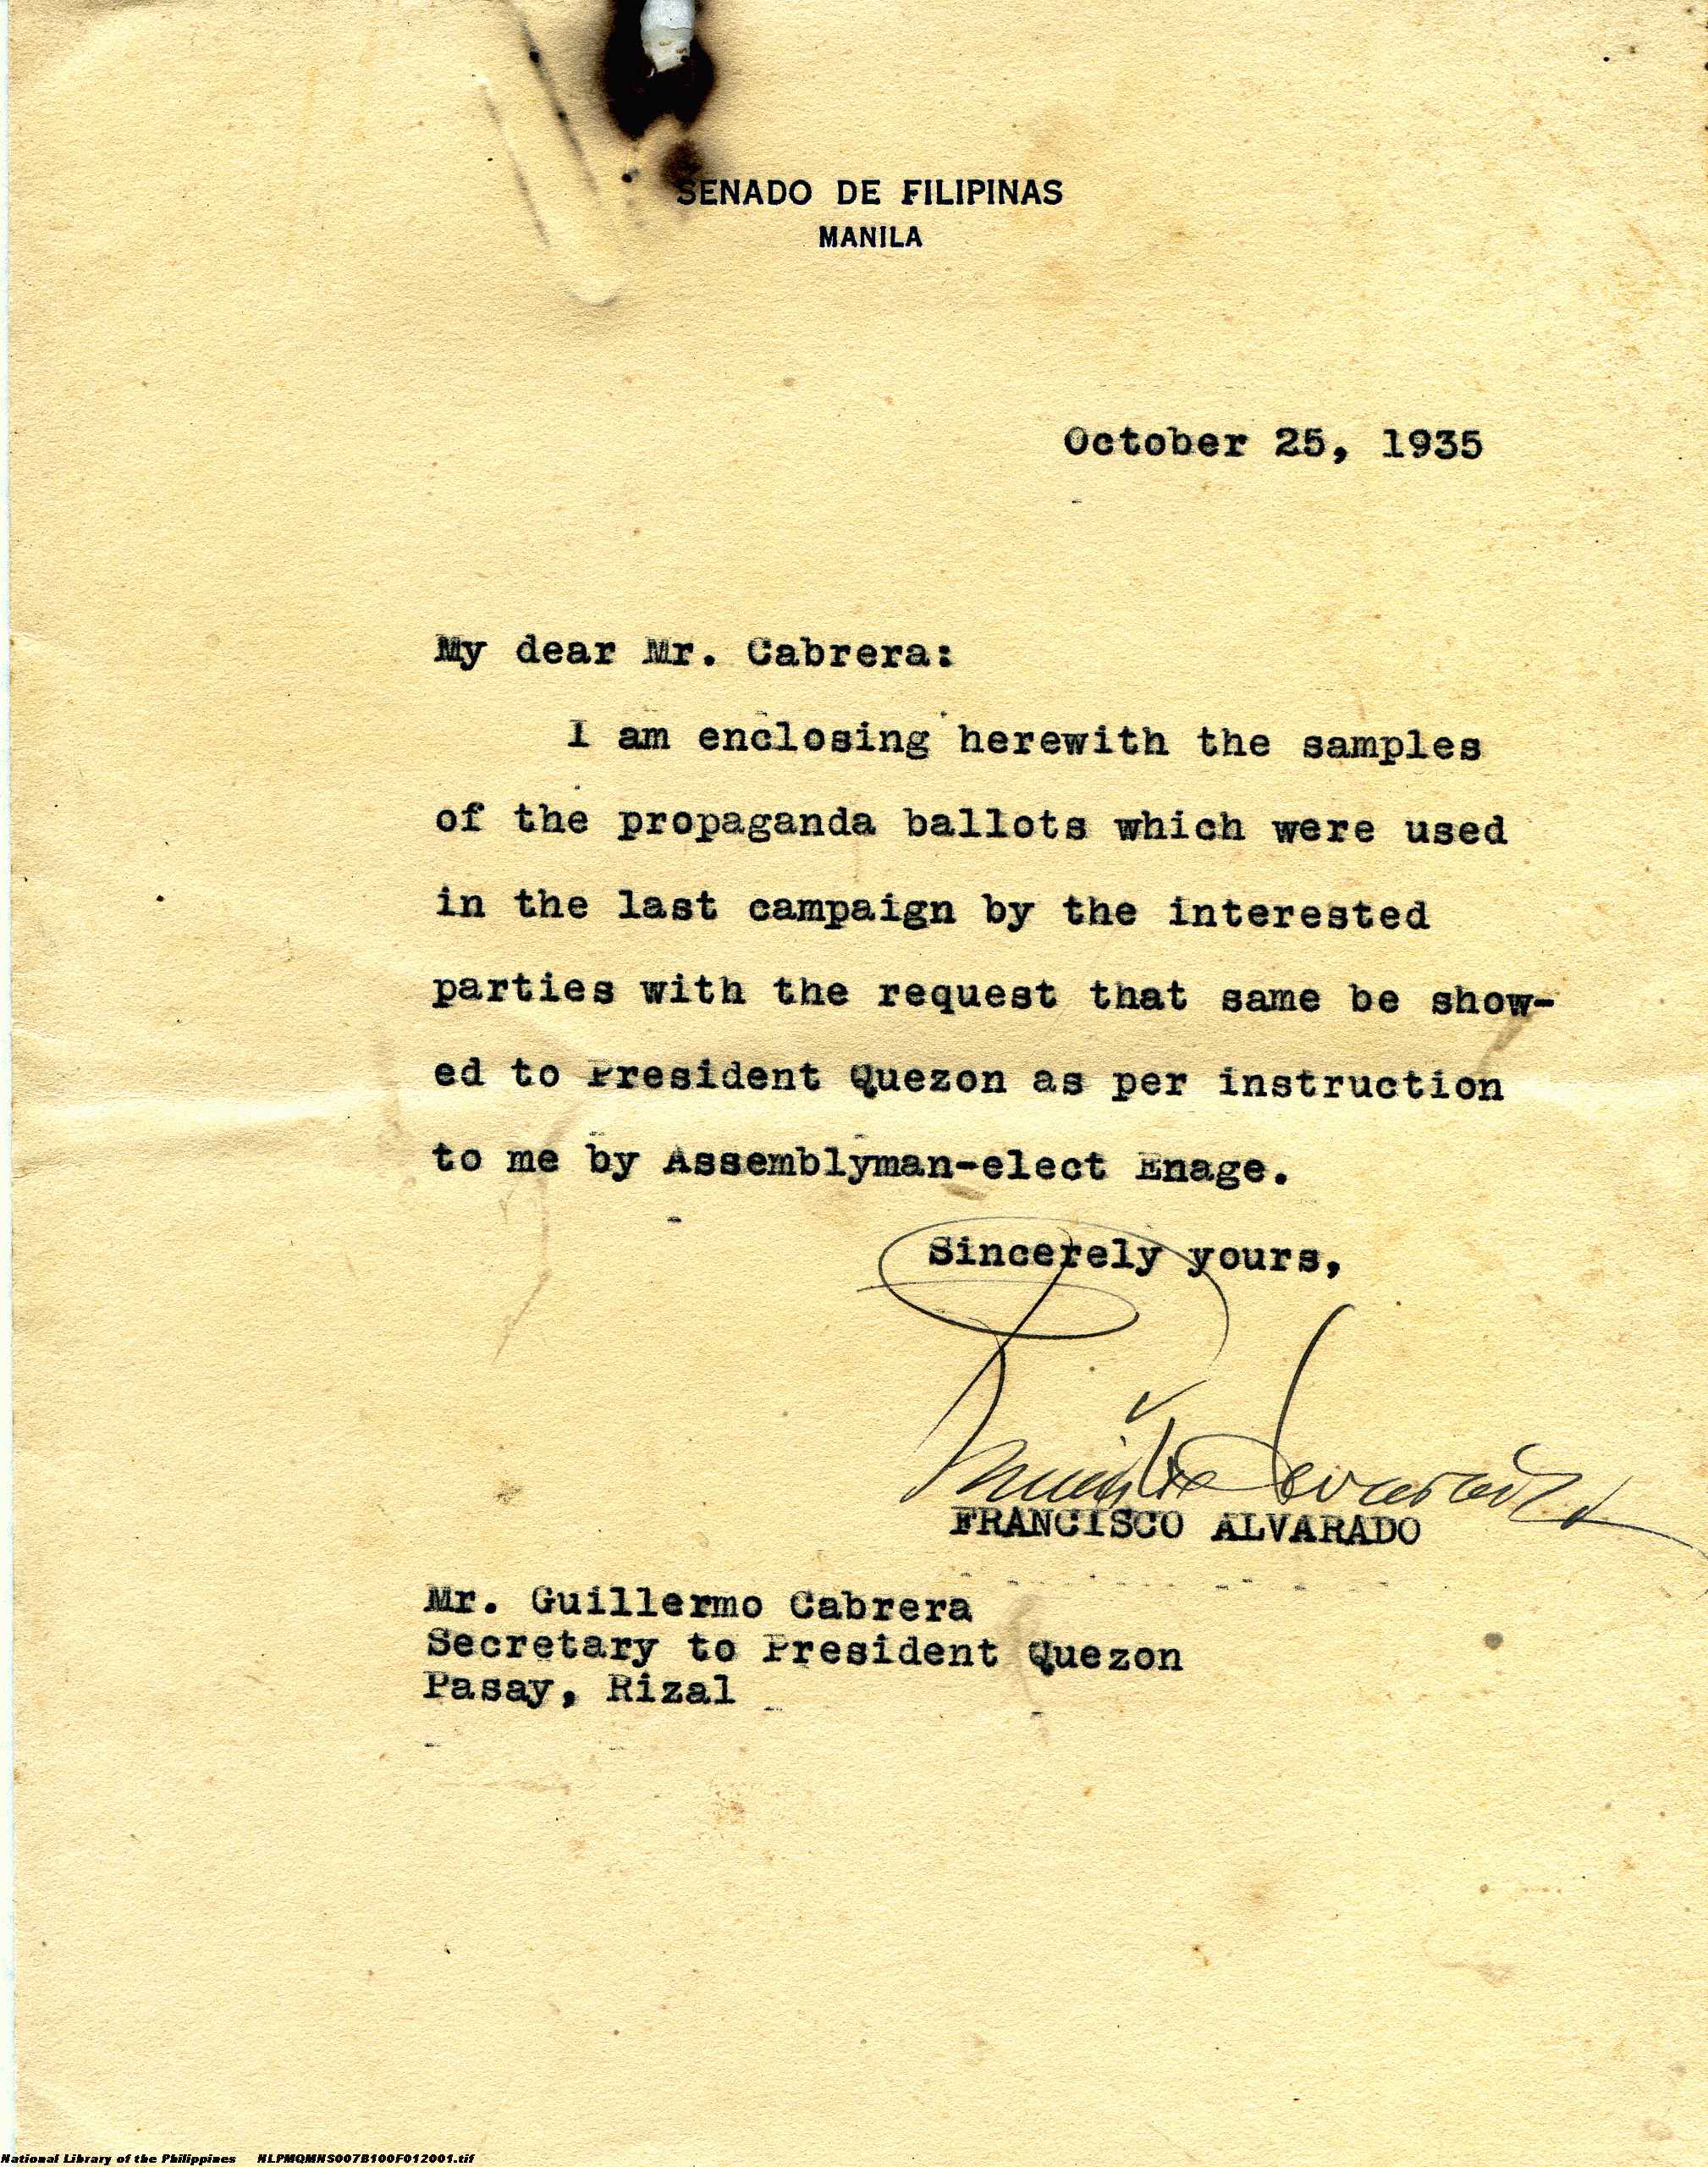 SENADO DE FILIPINAS
MANILA
October 25, 1935
My dear Mr. Cabrera:
I am enclosing herewith the samples
of the propaganda ballots which were used
in the last campaign by the interested
parties with the request that same be show-
ed to President Quezon as per instruction
to me by Assemblyman-elect Enage.
Sincerely yours,
FRANCISCO ALVARADO
Mr. Guillermo Cabrera
Secretary to President Quezon
Pasay, Rizal
National Library of the Philippines NLPMQMNS007B100F012001.tif